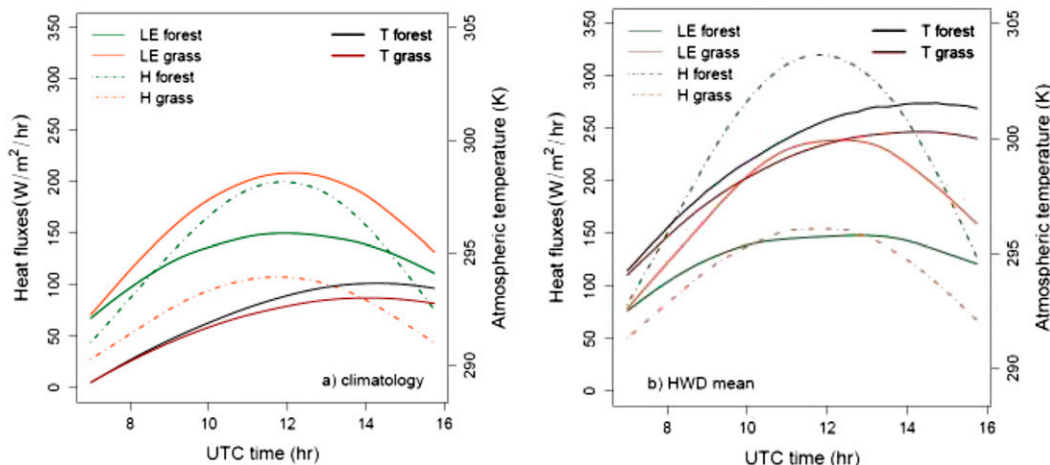 350
300
250
200
150
100
50
0
Heat fluxes(W/m²/hr)
LE forest
LE grass
H forest
H grass
T forest
T grass
305
300
295
290
Atmospheric temperature (K)
a) climatology
8 10 12 14 16
UTC time (hr)
350
300
250
200
150
100
50
0
Heat fluxes(W/m²/hr)
LE forest
LE grass
H forest
H grass
T forest
T grass
305
300
295
290
Atmospheric temperature (K)
b) HWD mean
8 10 12 14 16
UTC time (hr)